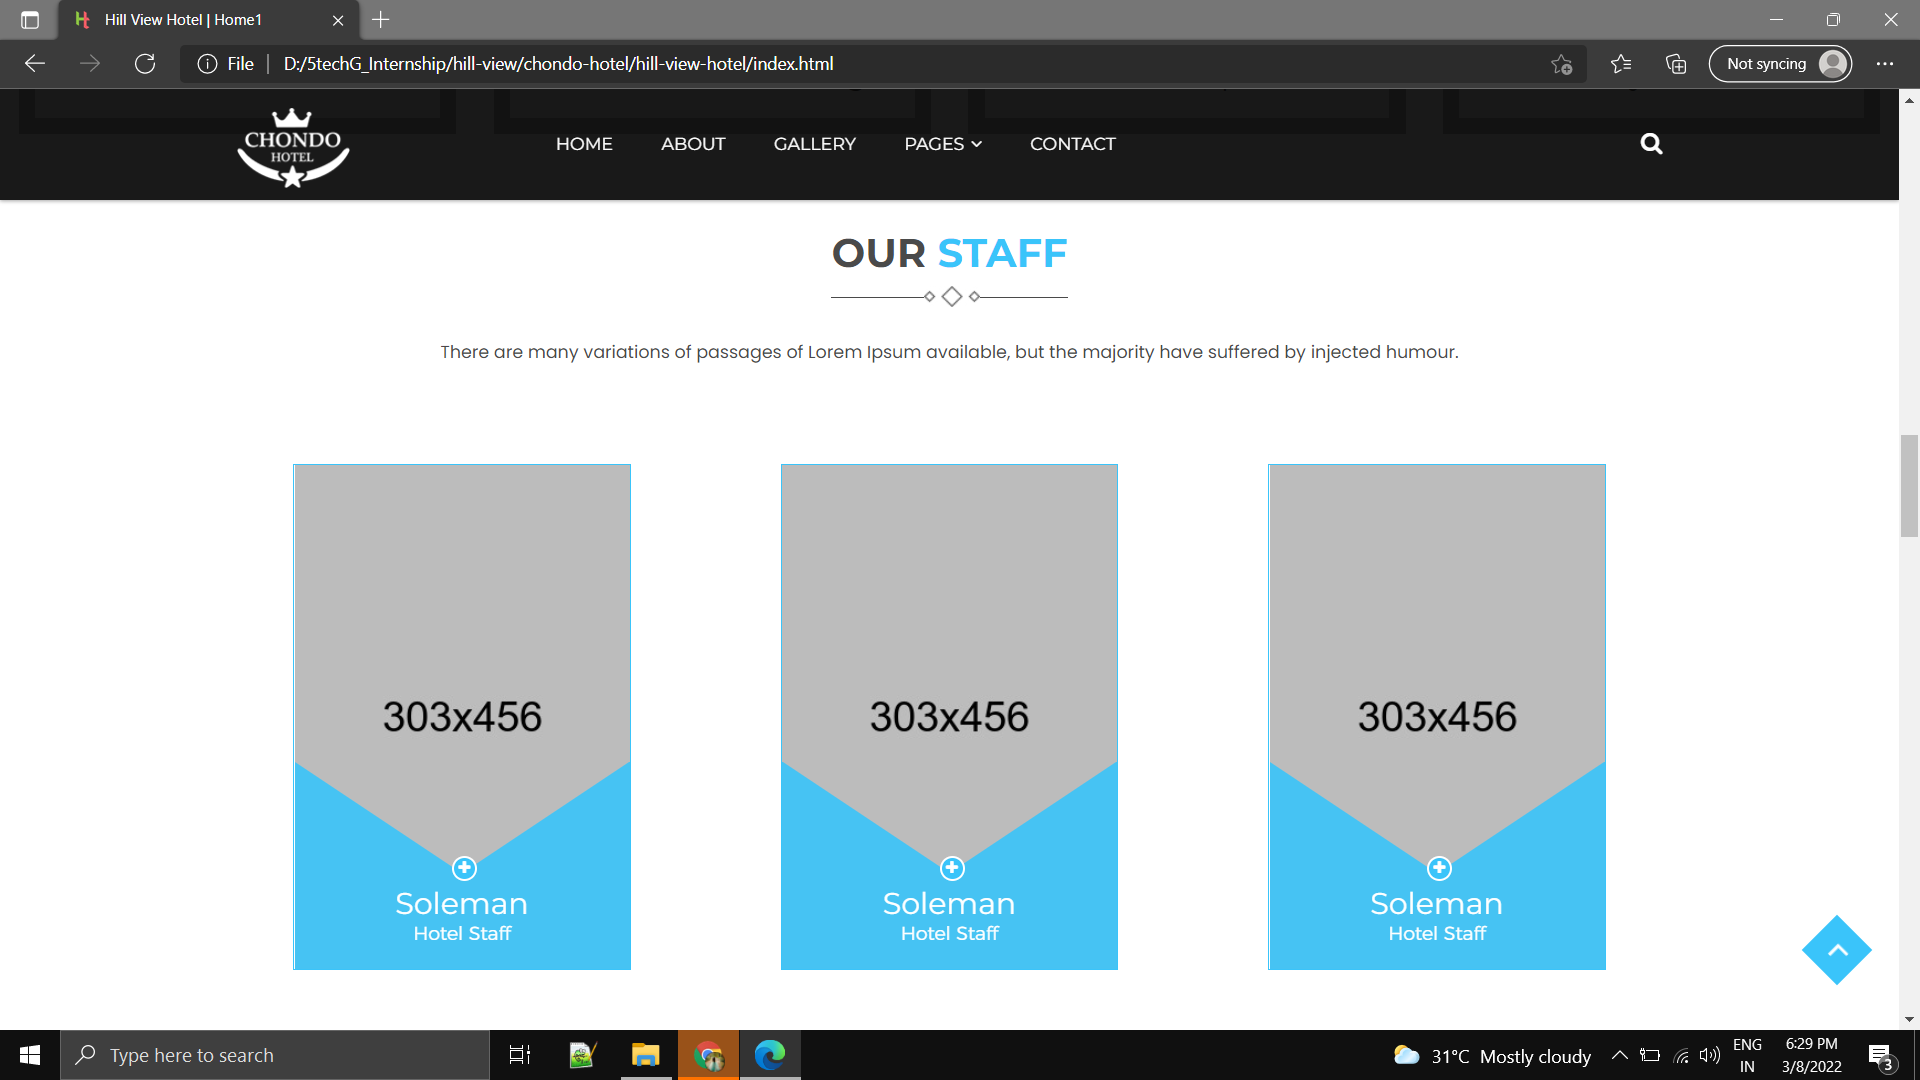 Hill View Hotel | Home1
File
D:/5techG_Internship/hill-view/chondo-hotel/hill-view-hotel/index.html
Not syncing
CHONDO
HOTEL
HOME ABOUT GALLERY PAGES CONTACT
OUR STAFF
There are many variations of passages of Lorem Ipsum available, but the majority have suffered by injected humour.
303x456 303x456 303x456
Soleman Soleman Soleman
Hotel Staff Hotel Staff Hotel Staff
Type here to search
31°C Mostly cloudy
ENG
IN
6:29 PM
3/8/2022
3